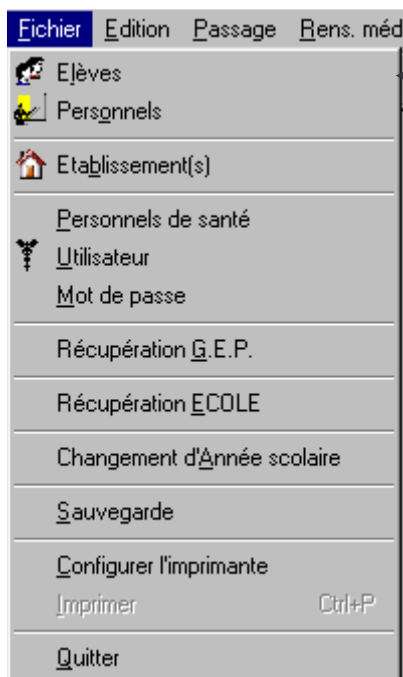 Fichier Edition Passage Rens. méd
Elèves
Personnels
Etablissement(s)
Personnels de santé
Utilisateur
Mot de passe
Récupération G.E.P.
Récupération ECOLE
Changement d'Année scolaire
Sauvegarde
Configurer l'imprimante
Imprimer Ctrl+P
Quitter